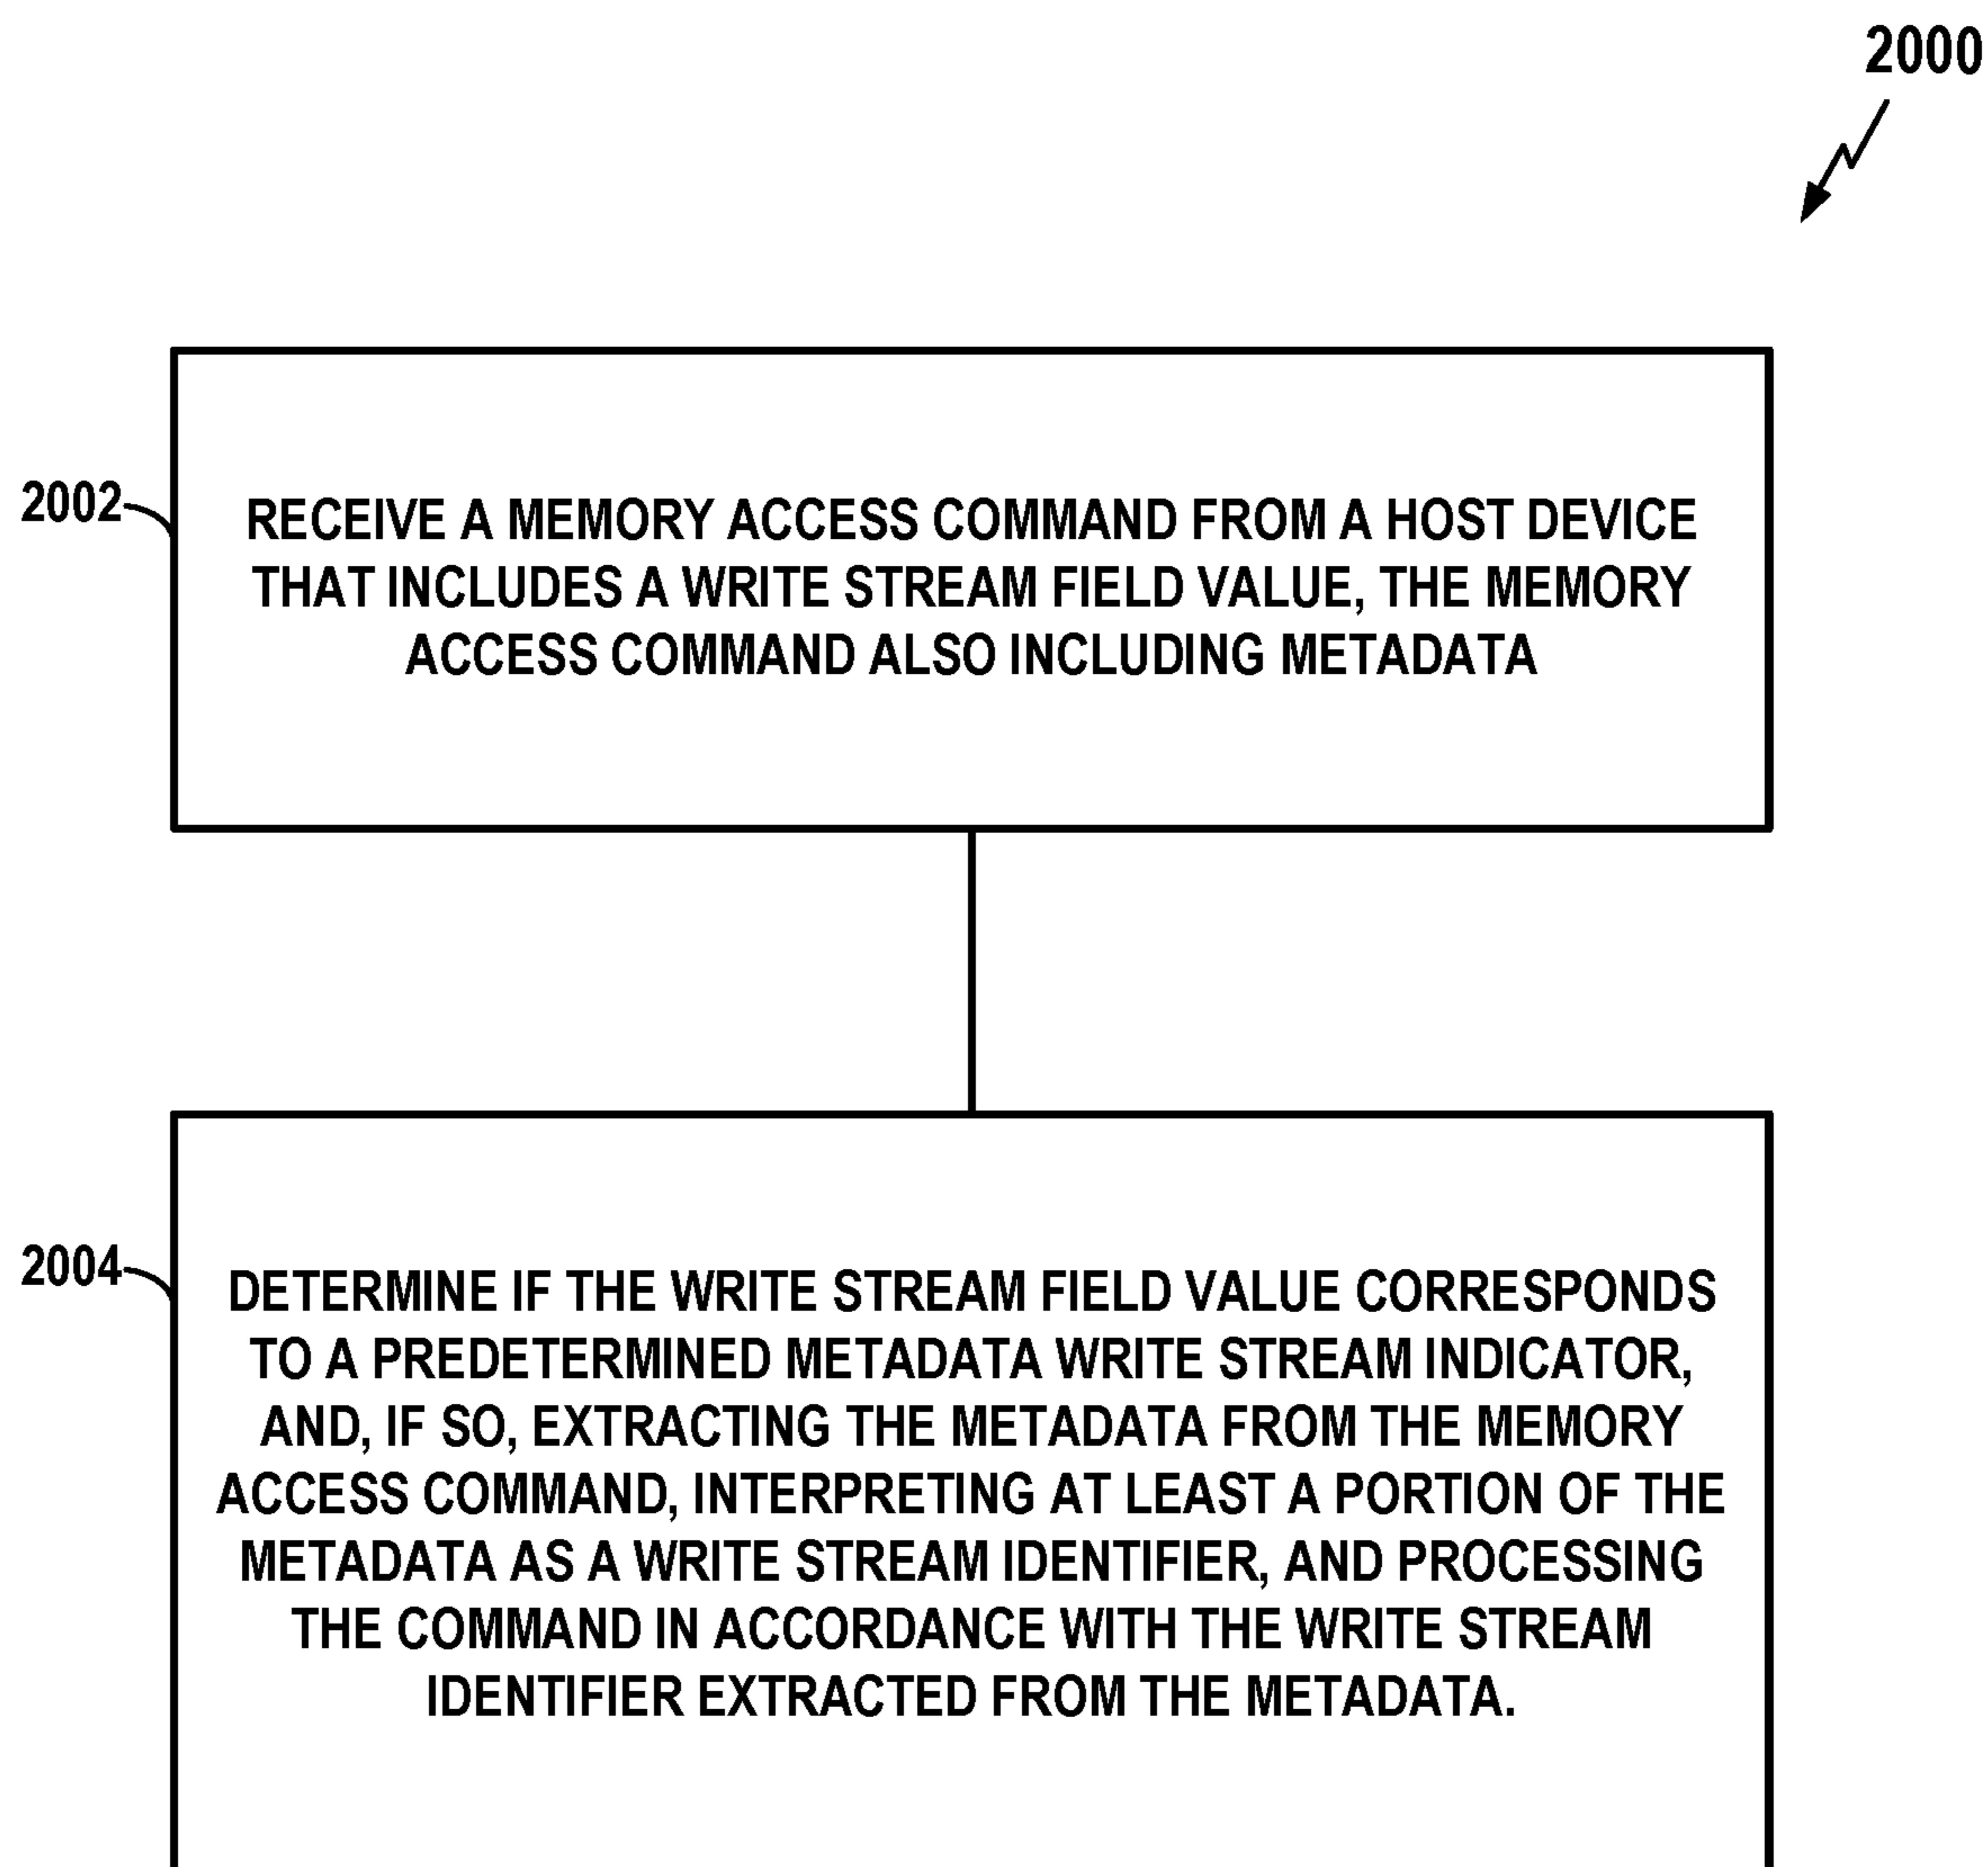 2000
2002
RECEIVE A MEMORY ACCESS COMMAND FROM A HOST DEVICE
THAT INCLUDES A WRITE STREAM FIELD VALUE, THE MEMORY
ACCESS COMMAND ALSO INCLUDING METADATA
2004
DETERMINE IF THE WRITE STREAM FIELD VALUE CORRESPONDS
TO A PREDETERMINED METADATA WRITE STREAM INDICATOR,
AND, IF SO, EXTRACTING THE METADATA FROM THE MEMORY
ACCESS COMMAND, INTERPRETING AT LEAST A PORTION OF THE
METADATA AS A WRITE STREAM IDENTIFIER, AND PROCESSING
THE COMMAND IN ACCORDANCE WITH THE WRITE STREAM
IDENTIFIER EXTRACTED FROM THE METADATA.